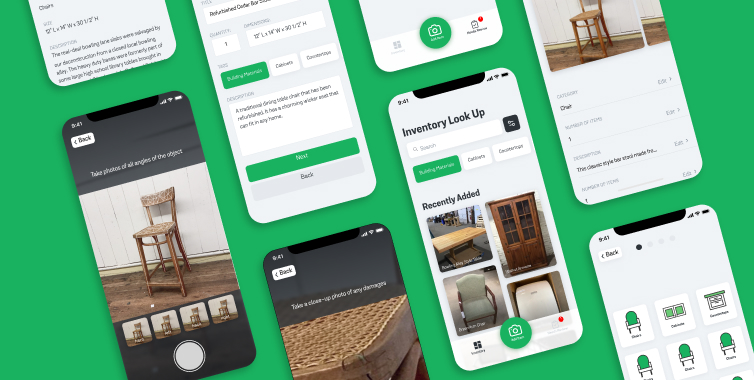 Chairs
SIZE
12" L x 14" W x 30 1/2" H
DESCRIPTION
The real-deal bowling lane slabs were salvaged by
our deconstruction from a closed local bowling
alley. The heavy duty bases were formerly part of
some large high school library tables brought in
9:41
Back
Take photos of all angles of the object
TITLE
Refurbished Cedar Bar Stool
QUANTITY
1
DIMENSIONS
12" L x 14" W x 30 1/2" H
Building Materials
Cabinets
Countertops
DESCRIPTION
A traditional dining table chair that has been
refurbished. It has a charming wicker seat that
can fit in any home.
Next
Back
9:41
Back
Take a close-up photo of any damages
Inventory
Add Item
9:41
Inventory Look Up
Search
Building Materials
Cabinets
Countertops
Recently Added
Inventory
CATEGORY
Edit
Chair
NUMBER OF ITEMS
Edit
1
DESCRIPTION
Edit
This classic style bar stool made fro...
NUMBER OF ITEMS
Edit
1
9:41
Back
Chairs
Cabinets
Countertops
Chairs
Chairs
Chairs